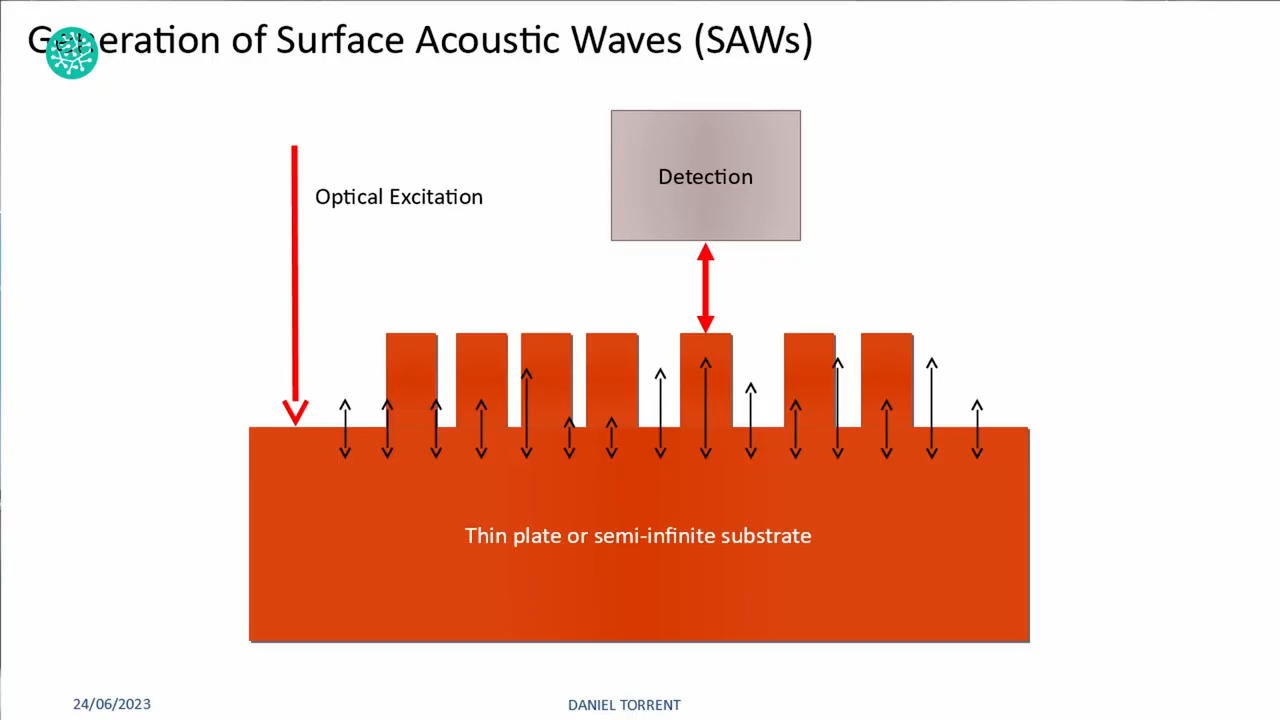 Generation of Surface Acoustic Waves (SAWs)
Optical Excitation
Detection
Thin plate or semi-infinite substrate
24/06/2023
DANIEL TORRENT